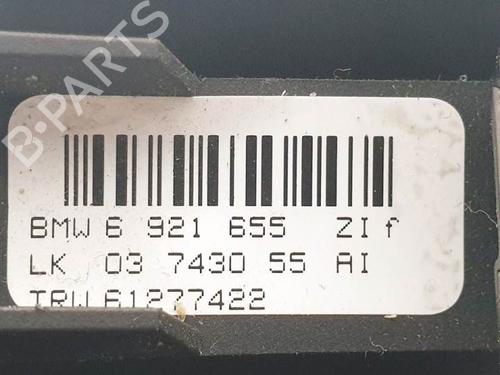 B-PARTS
BMW 6 921 655 ZI f
LK 03 7430 55 AI
TRW 61277422